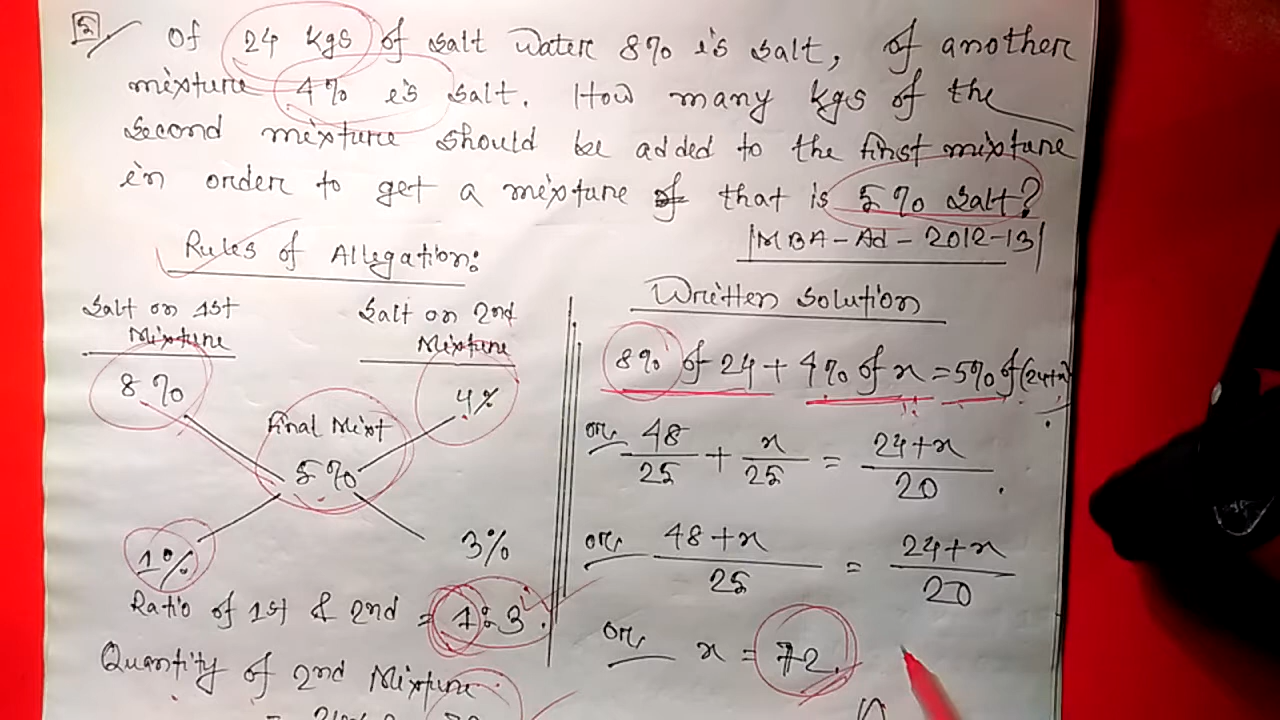 5/ Of 24 kgs of salt water 8% is salt, of another
mixture 4% is salt. How many kgs of the
second mixture should be added to the first mixture
in order to get a mixture of that is 5% salt?
|MBA-Ad-2012-13|
Rules of Allegation:
Salt on 1st
Mixture
Salt on 2nd
Mixture
8%
4%
Final Mixt
5%
1%
3%
Ratio of 1st & 2nd = 1:3.
Quantity of 2nd Mixture
Written solution
8% of 24 + 4% of x = 5% of (24+x)
or, 48/25 + x/25 = 24+x/20.
or, 48+x/25 = 24+x/20
or, x = 72.